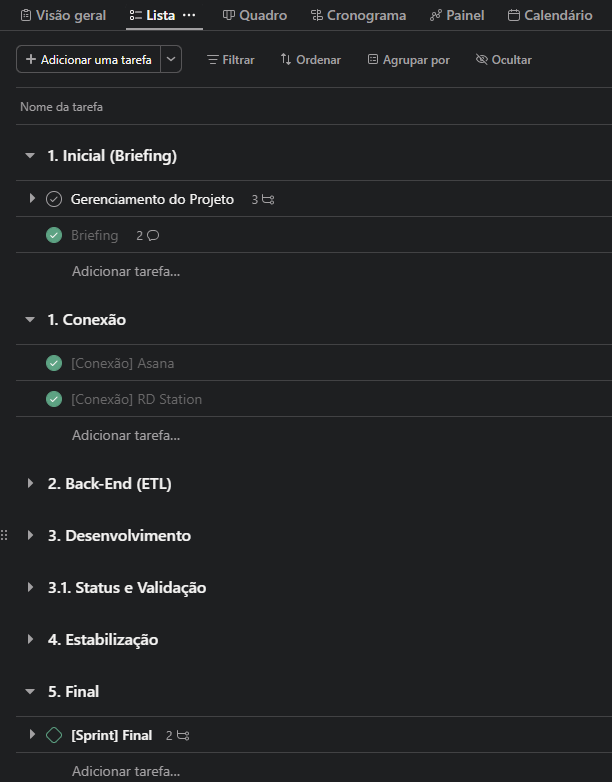 Visão geral Lista ... Quadro Cronograma Painel Calendário
+ Adicionar uma tarefa Filtrar Ordenar Agrupar por Ocultar
Nome da tarefa
1. Inicial (Briefing)
Gerenciamento do Projeto 3
Briefing 2
Adicionar tarefa...
1. Conexão
[Conexão] Asana
[Conexão] RD Station
Adicionar tarefa...
2. Back-End (ETL)
3. Desenvolvimento
3.1. Status e Validação
4. Estabilização
5. Final
[Sprint] Final 2
Adicionar tarefa...